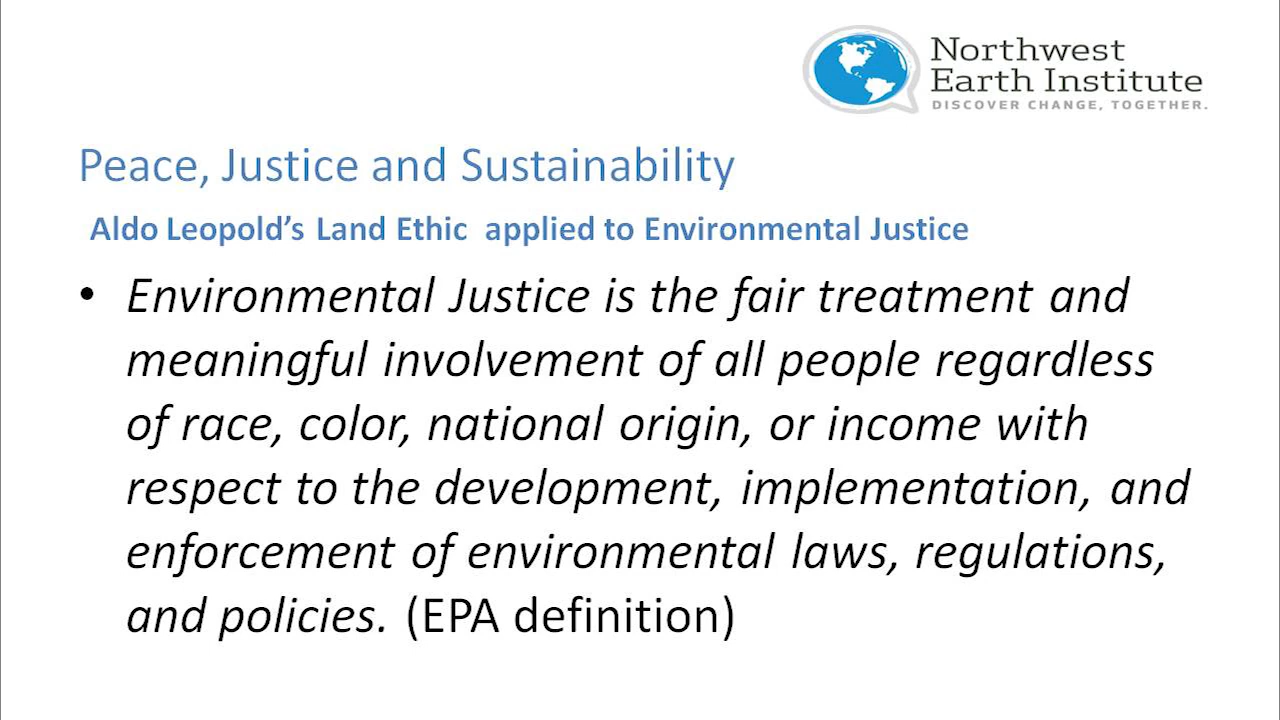 Northwest
Earth Institute
DISCOVER CHANGE, TOGETHER.
Peace, Justice and Sustainability
Aldo Leopold’s Land Ethic applied to Environmental Justice
• Environmental Justice is the fair treatment and
meaningful involvement of all people regardless
of race, color, national origin, or income with
respect to the development, implementation, and
enforcement of environmental laws, regulations,
and policies. (EPA definition)